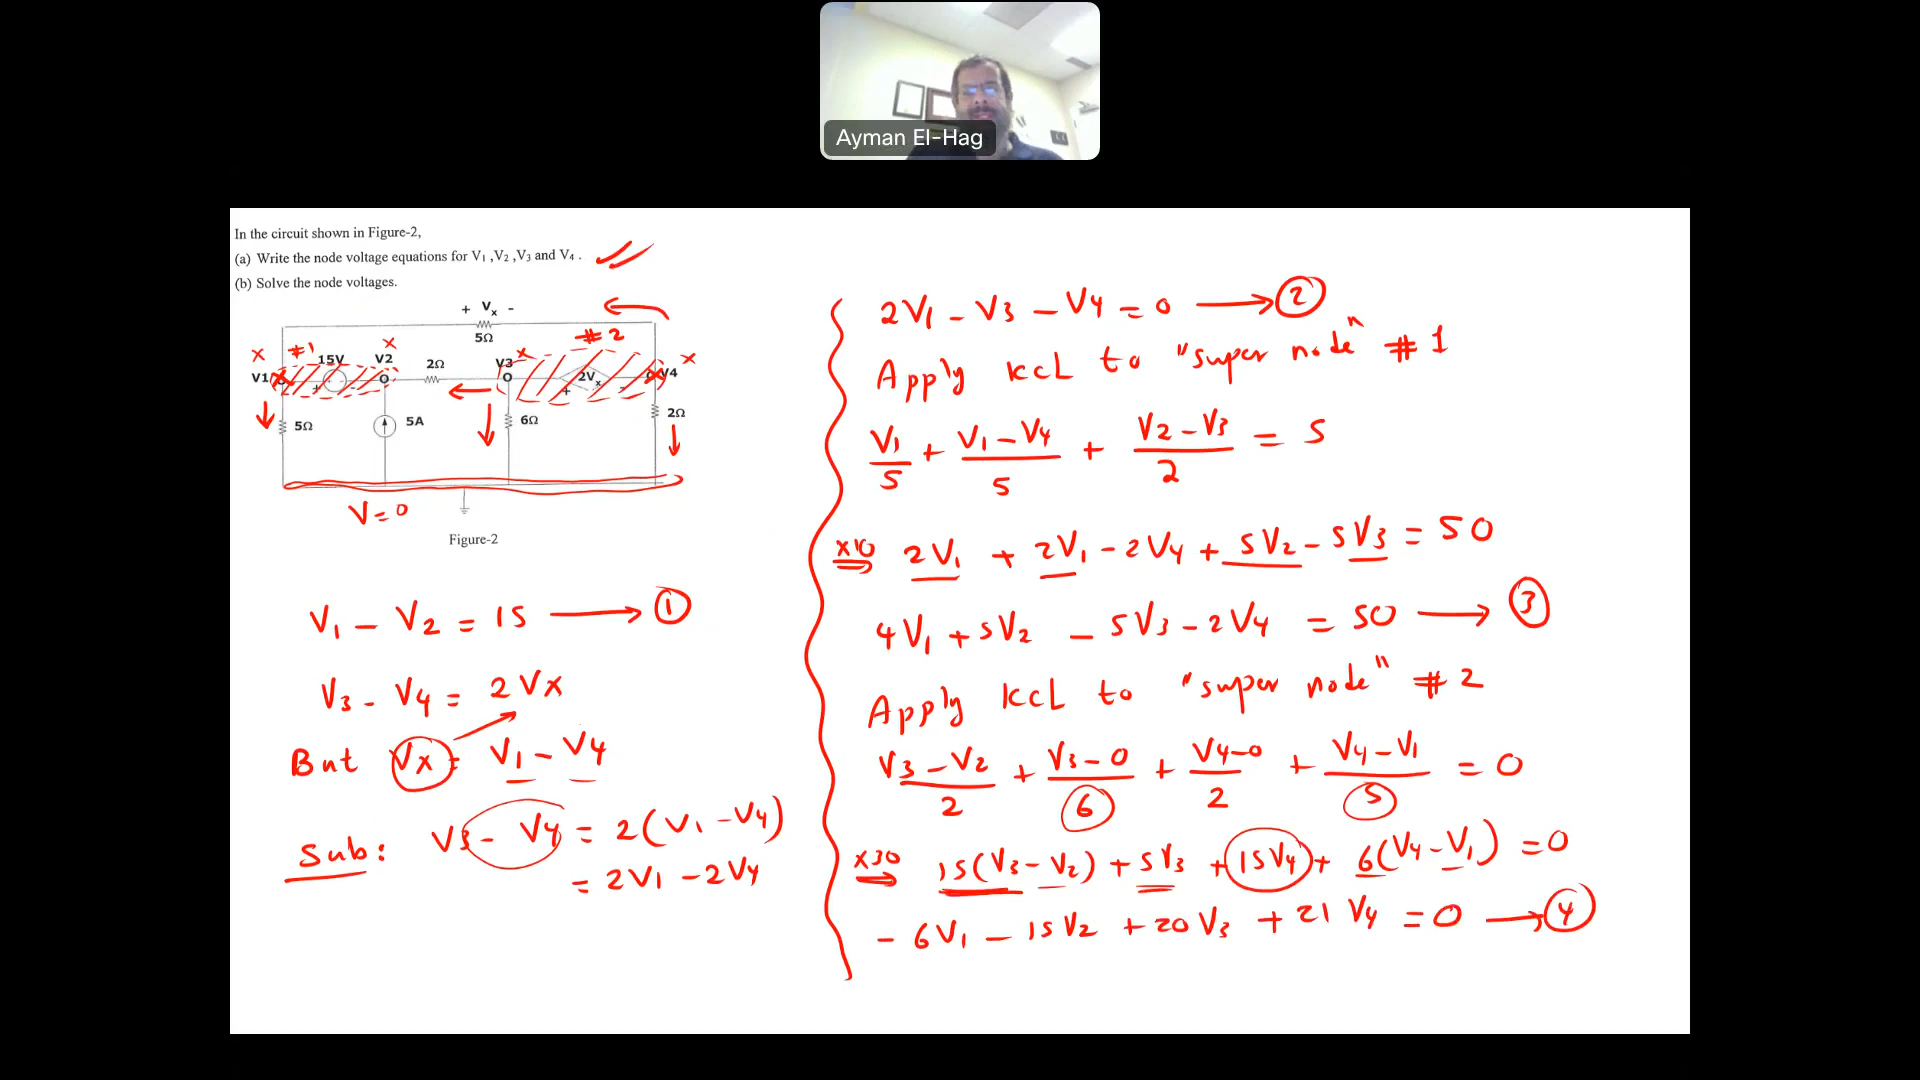 Ayman El-Hag
In the circuit shown in Figure-2,
(a) Write the node voltage equations for V1 ,V2 ,V3 and V4 .
(b) Solve the node voltages.
+ Vx -
5Ω
#1
#2
x
x
x
x
V1
15V
V2
2Ω
V3
2Vx
V4
+ -
+ -
5Ω
5A
6Ω
2Ω
V=0
Figure-2
V1 - V2 = 15 → ①
V3 - V4 = 2Vx
But Vx = V1 - V4
Sub: V3 - V4 = 2(V1 - V4)
= 2V1 - 2V4
2V1 - V3 - V4 = 0 → ②
Apply KCL to "super node" #1
V1/5 + V1-V4/5 + V2-V3/2 = 5
x10 ⇒ 2V1 + 2V1 - 2V4 + 5V2 - 5V3 = 50
4V1 + 5V2 - 5V3 - 2V4 = 50 → ③
Apply KCL to "super node" #2
V3-V2/2 + V3-0/6 + V4-0/2 + V4-V1/5 = 0
x30 ⇒ 15(V3-V2) + 5V3 + 15V4 + 6(V4-V1) = 0
- 6V1 - 15V2 + 20V3 + 21V4 = 0 → ④